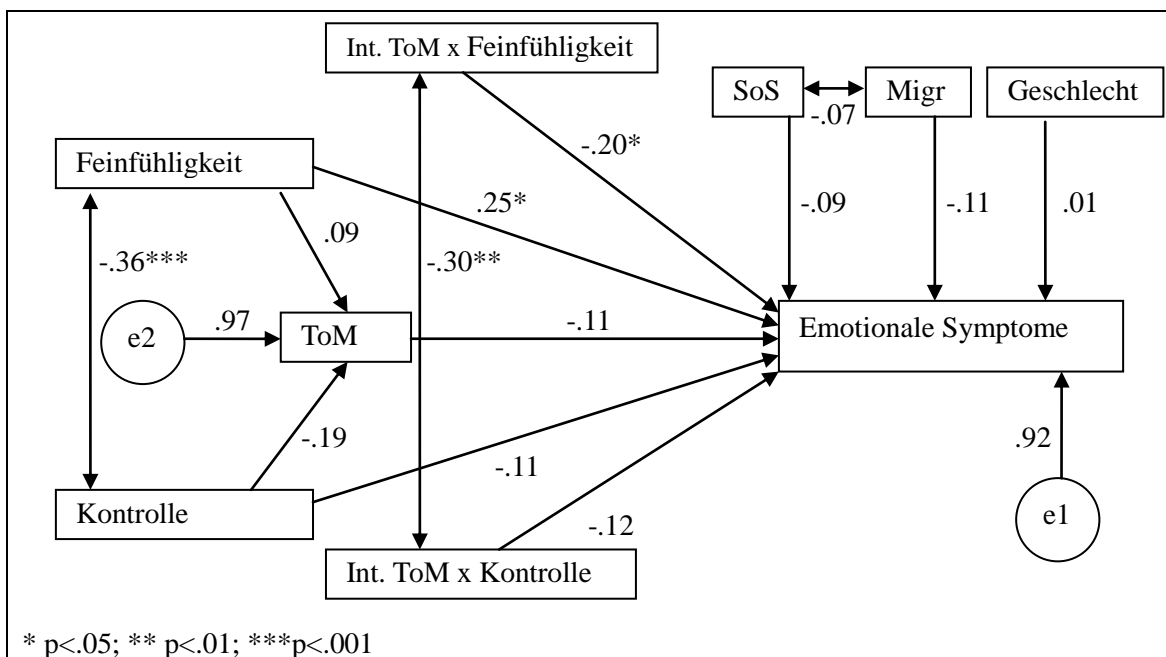 Int. ToM x Feinfühligkeit
SoS
Migr
Geschlecht
-.07
Feinfühligkeit
-.20*
.25*
-.09
-.11
.01
.09
-.36***
-.30**
e2
.97
ToM
-.11
Emotionale Symptome
-.19
-.11
.92
Kontrolle
-.12
e1
Int. ToM x Kontrolle
* p<.05; ** p<.01; ***p<.001